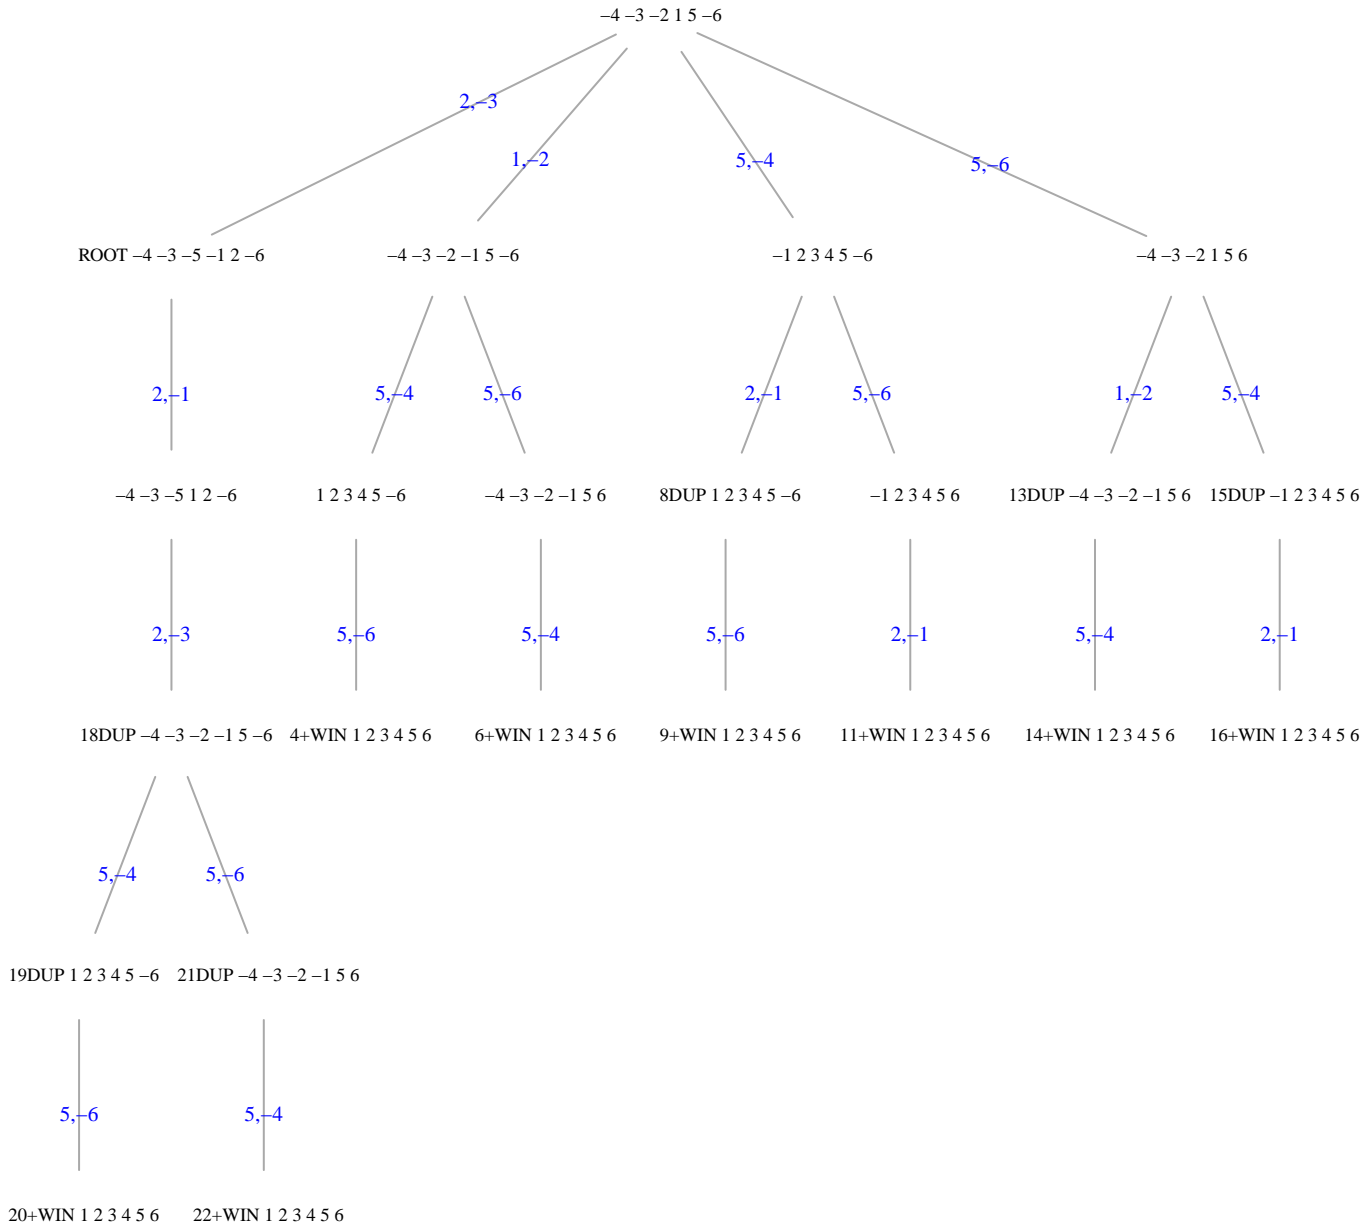 −4 −3 −2 1 5 −6
2,−3
1,−2
5,−4
5,−6
ROOT −4 −3 −5 −1 2 −6
−4 −3 −2 −1 5 −6
−1 2 3 4 5 −6
−4 −3 −2 1 5 6
2,−1
5,−4
5,−6
2,−1
5,−6
1,−2
5,−4
−4 −3 −5 1 2 −6
1 2 3 4 5 −6
−4 −3 −2 −1 5 6
8DUP 1 2 3 4 5 −6
−1 2 3 4 5 6
13DUP −4 −3 −2 −1 5 6
15DUP −1 2 3 4 5 6
2,−3
5,−6
5,−4
5,−6
2,−1
5,−4
2,−1
18DUP −4 −3 −2 −1 5 −6
4+WIN 1 2 3 4 5 6
6+WIN 1 2 3 4 5 6
9+WIN 1 2 3 4 5 6
11+WIN 1 2 3 4 5 6
14+WIN 1 2 3 4 5 6
16+WIN 1 2 3 4 5 6
5,−4
5,−6
19DUP 1 2 3 4 5 −6
21DUP −4 −3 −2 −1 5 6
5,−6
5,−4
20+WIN 1 2 3 4 5 6
22+WIN 1 2 3 4 5 6